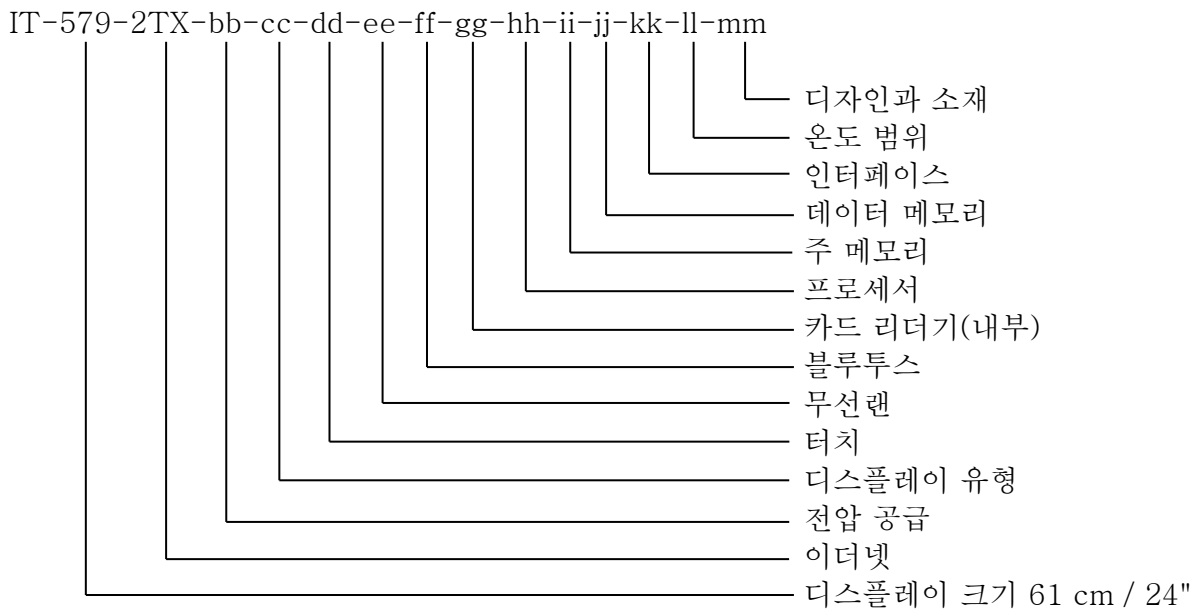 IT-579-2TX-bb-cc-dd-ee-ff-gg-hh-ii-jj-kk-ll-mm
디자인과 소재
온도 범위
인터페이스
데이터 메모리
주 메모리
프로세서
카드 리더기(내부)
블루투스
무선랜
터치
디스플레이 유형
전압 공급
이더넷
디스플레이 크기 61 cm / 24"